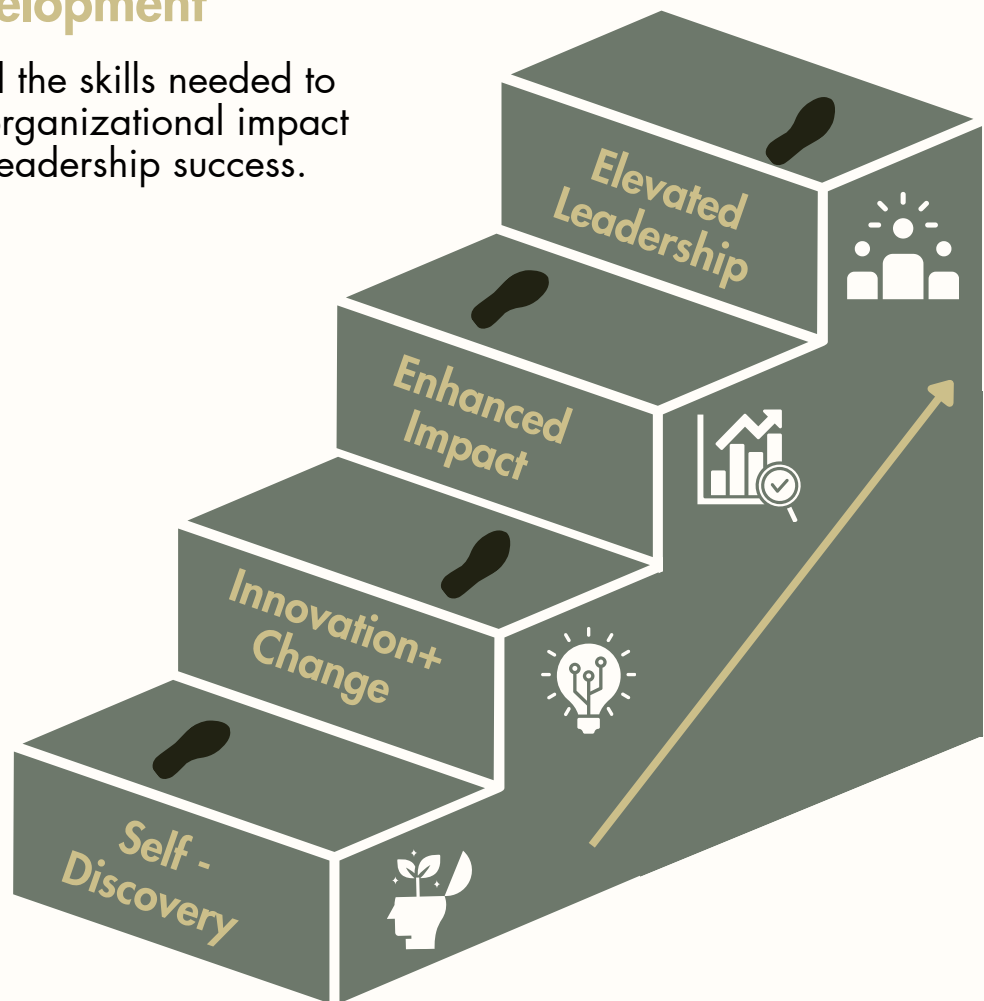 elopment
the skills needed to
rganizational impact
eadership success.
Elevated
Leadership
Enhanced
Impact
Innovation+
Change
Self -
Discovery